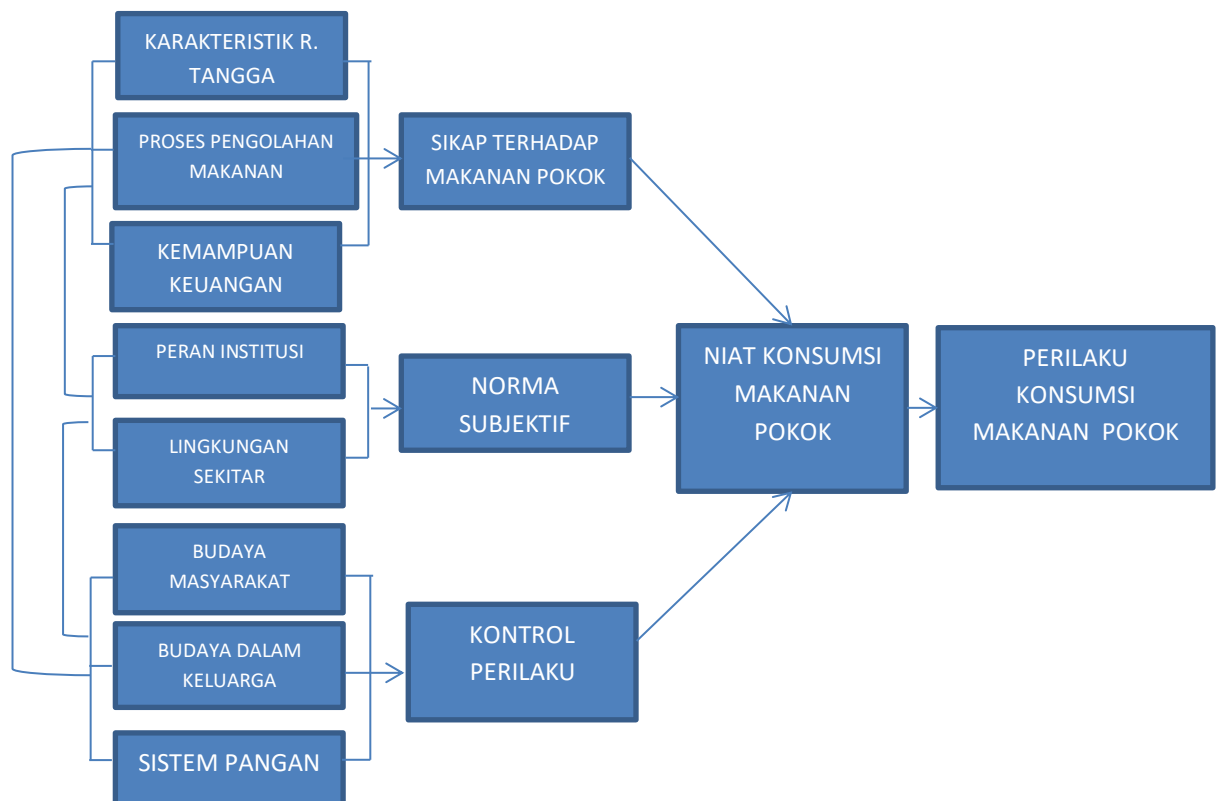 KARAKTERISTIK R.
TANGGA
PROSES PENGOLAHAN
MAKANAN
KEMAMPUAN
KEUANGAN
PERAN INSTITUSI
LINGKUNGAN
SEKITAR
BUDAYA
MASYARAKAT
BUDAYA DALAM
KELUARGA
SISTEM PANGAN
SIKAP TERHADAP
MAKANAN POKOK
NORMA
SUBJEKTIF
KONTROL
PERILAKU
NIAT KONSUMSI
MAKANAN
POKOK
PERILAKU
KONSUMSI
MAKANAN POKOK